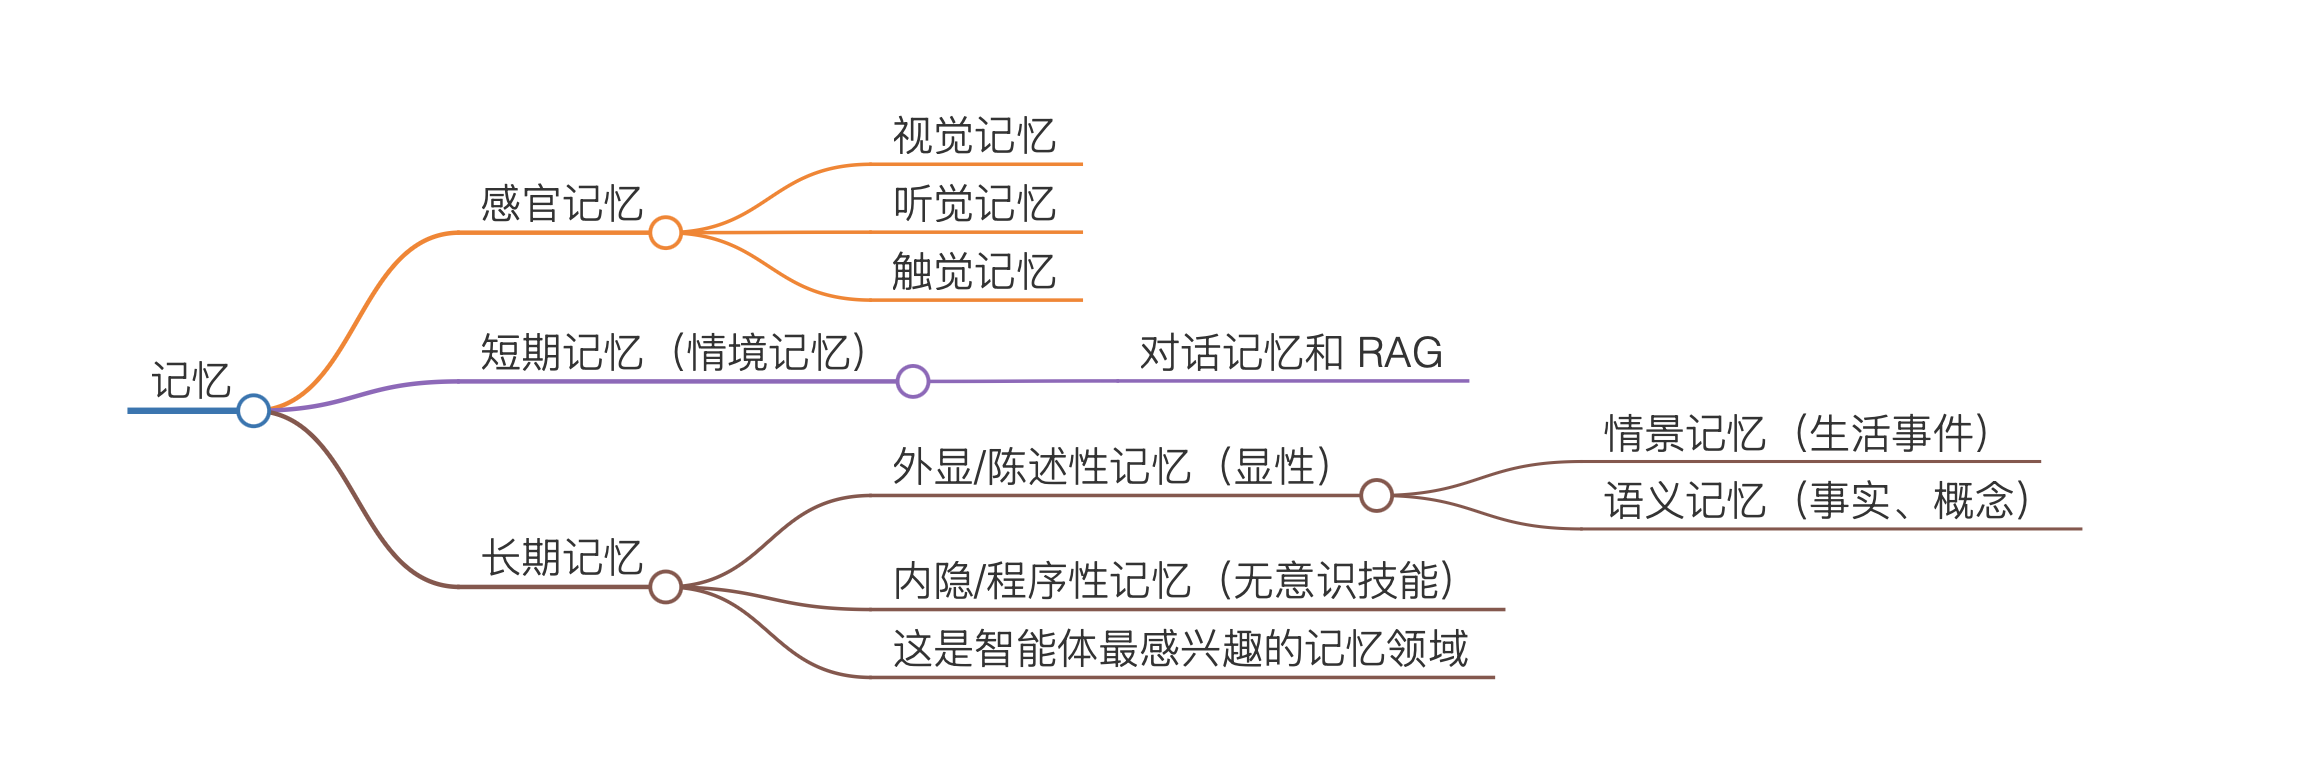 记忆
感官记忆
视觉记忆
听觉记忆
触觉记忆
短期记忆（情境记忆）
对话记忆和 RAG
长期记忆
外显/陈述性记忆（显性）
情景记忆（生活事件）
语义记忆（事实、概念）
内隐/程序性记忆（无意识技能）
这是智能体最感兴趣的记忆领域